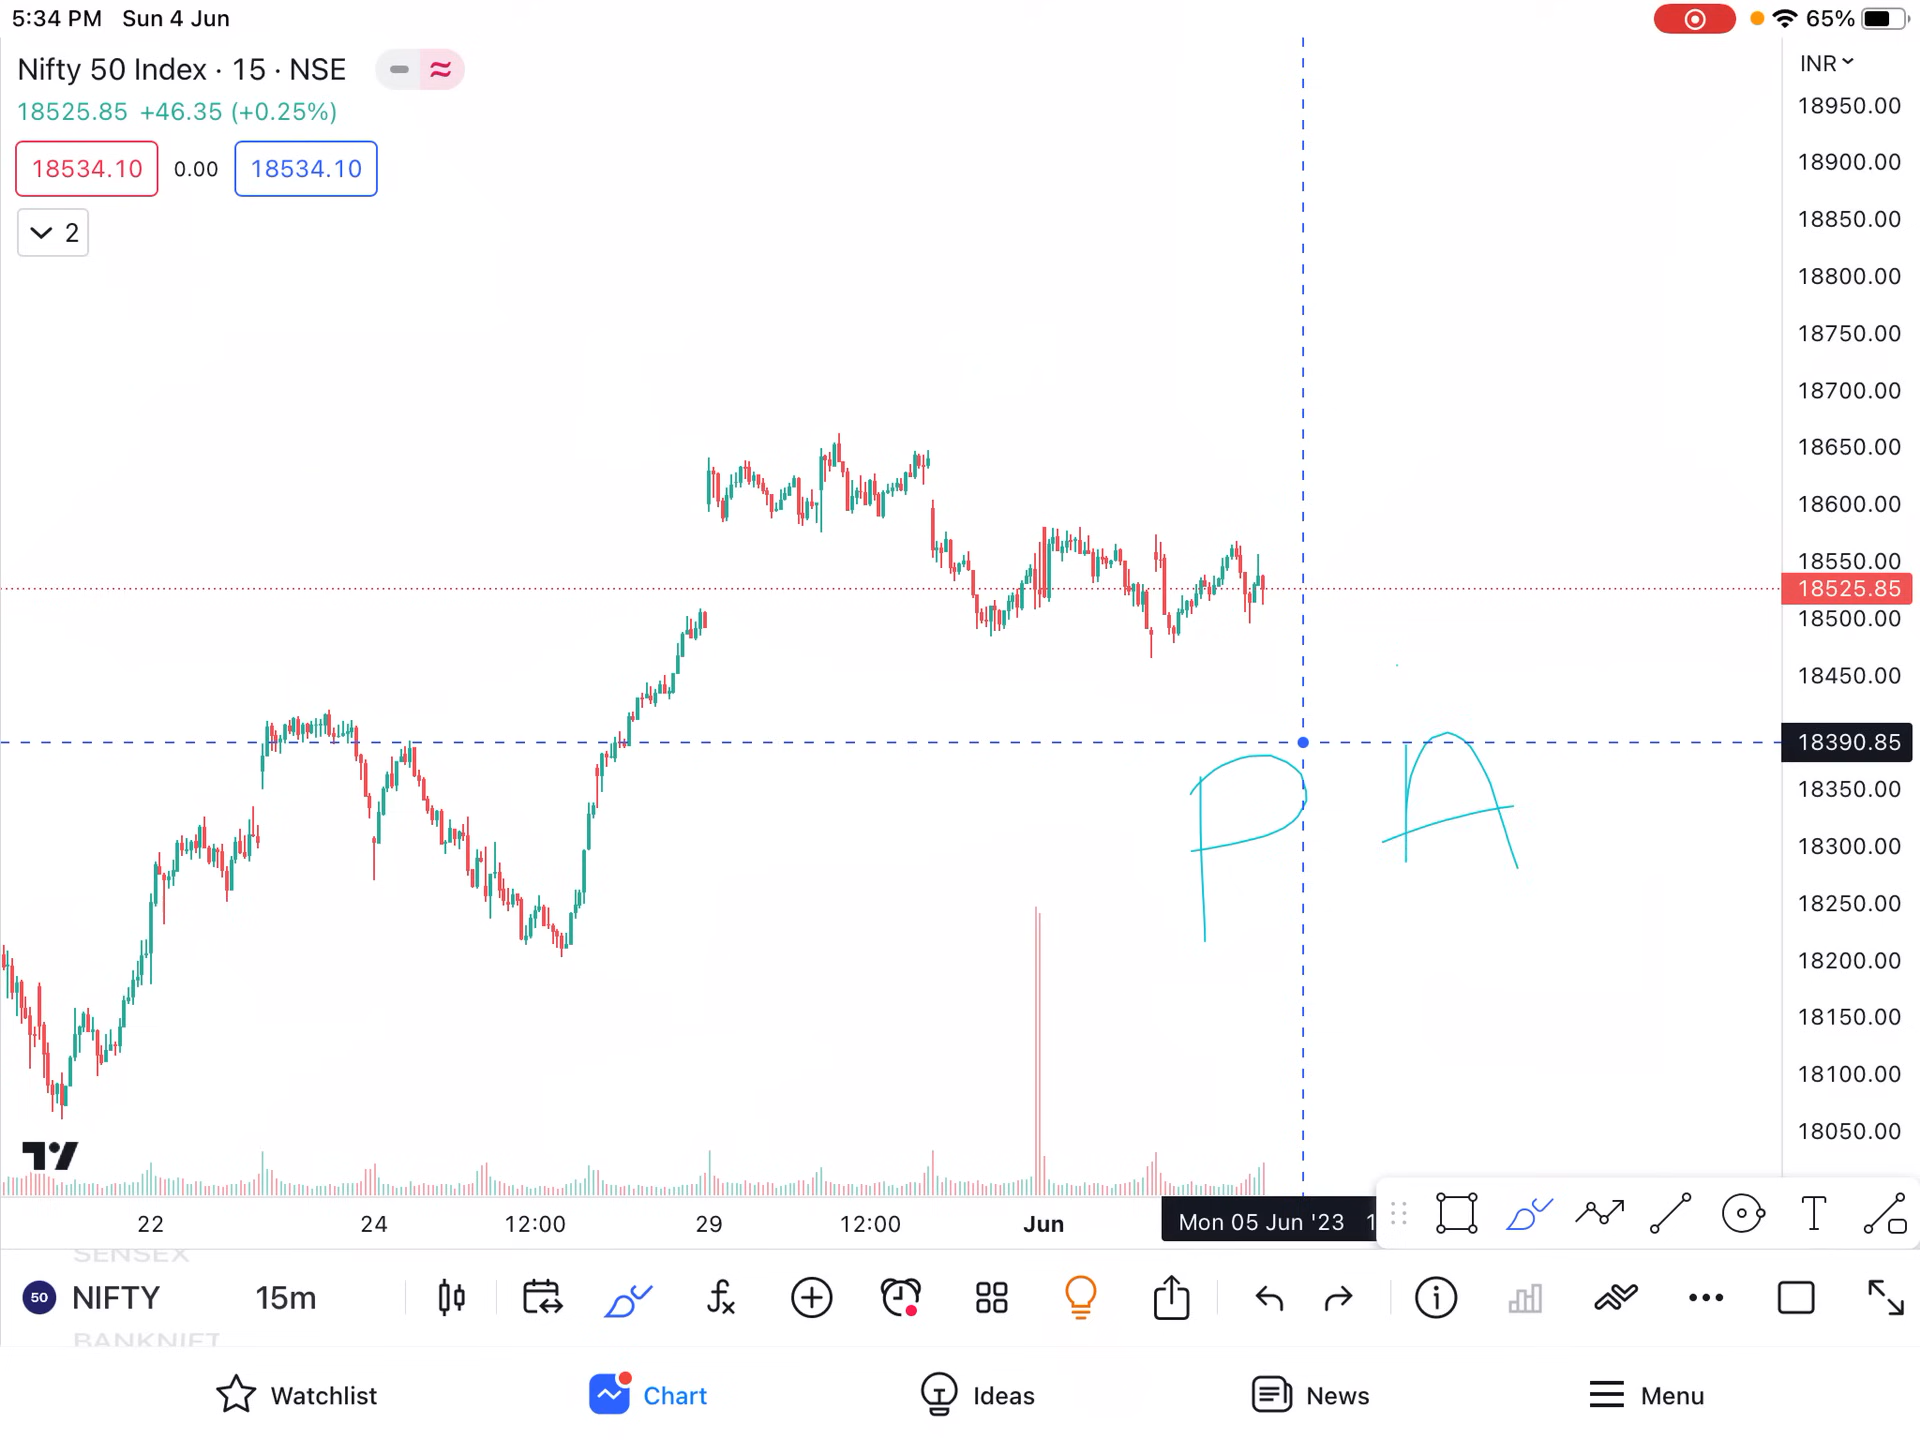 5:34 PM Sun 4 Jun 65%
Nifty 50 Index · 15 · NSE
INR
18525.85 +46.35 (+0.25%)
18534.10 0.00 18534.10
2
18950.00
18900.00
18850.00
18800.00
18750.00
18700.00
18650.00
18600.00
18550.00
18525.85
18500.00
18450.00
18390.85
18350.00
18300.00
18250.00
18200.00
18150.00
18100.00
18050.00
P A
22 24 12:00 29 12:00 Jun Mon 05 Jun '23 1
T
SENSEX
50 NIFTY 15m
BANKNIFT
Watchlist Chart Ideas News Menu